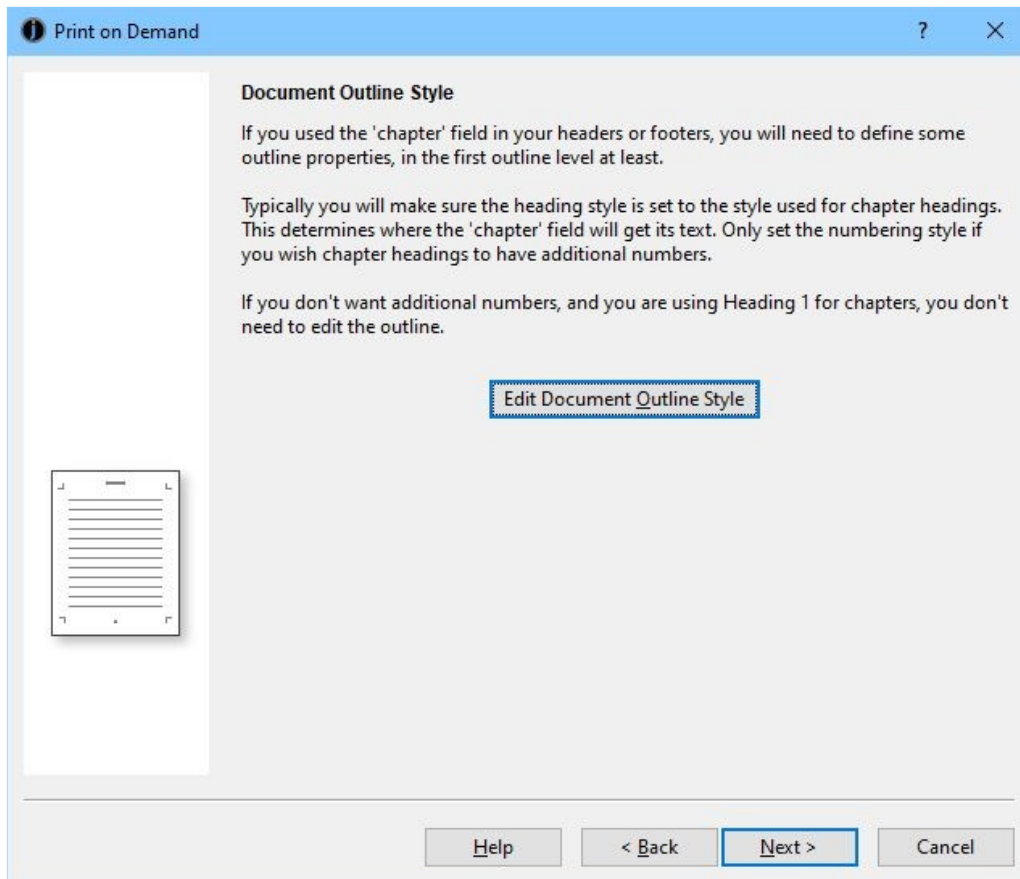 Print on Demand
?
Document Outline Style
If you used the 'chapter' field in your headers or footers, you will need to define some
outline properties, in the first outline level at least.
Typically you will make sure the heading style is set to the style used for chapter headings.
This determines where the 'chapter' field will get its text. Only set the numbering style if
you wish chapter headings to have additional numbers.
If you don't want additional numbers, and you are using Heading 1 for chapters, you don't
need to edit the outline.
Edit Document Outline Style
Help < Back Next > Cancel